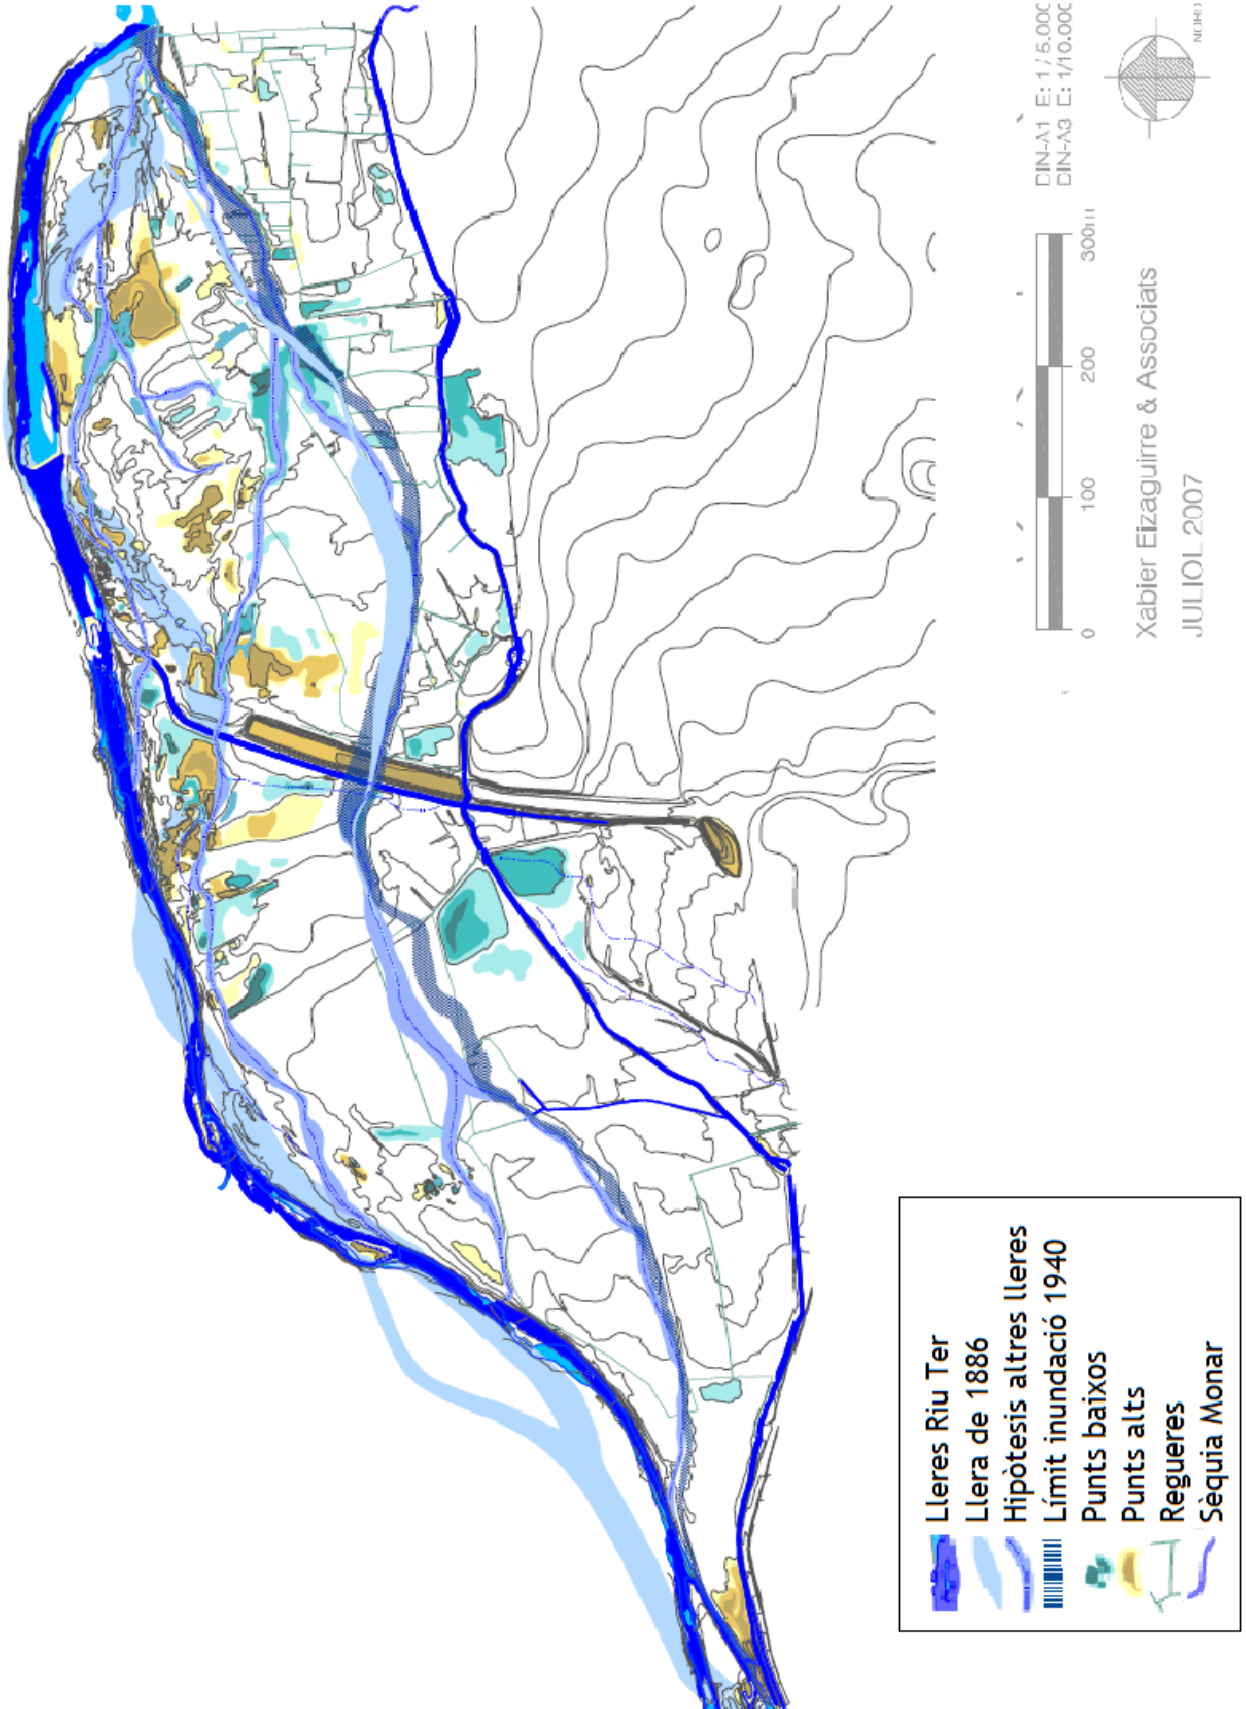 DIN-A1 E: 1 / 5.000
DIN-A3 E: 1/10.000
NORD
0 100 200 300m
Xabier Eizaguirre & Associats
JULIOL 2007
Lleres Riu Ter
Llera de 1886
Hipòtesis altres lleres
Límit inundació 1940
Punts baixos
Punts alts
Regueres
Sèquia Monar